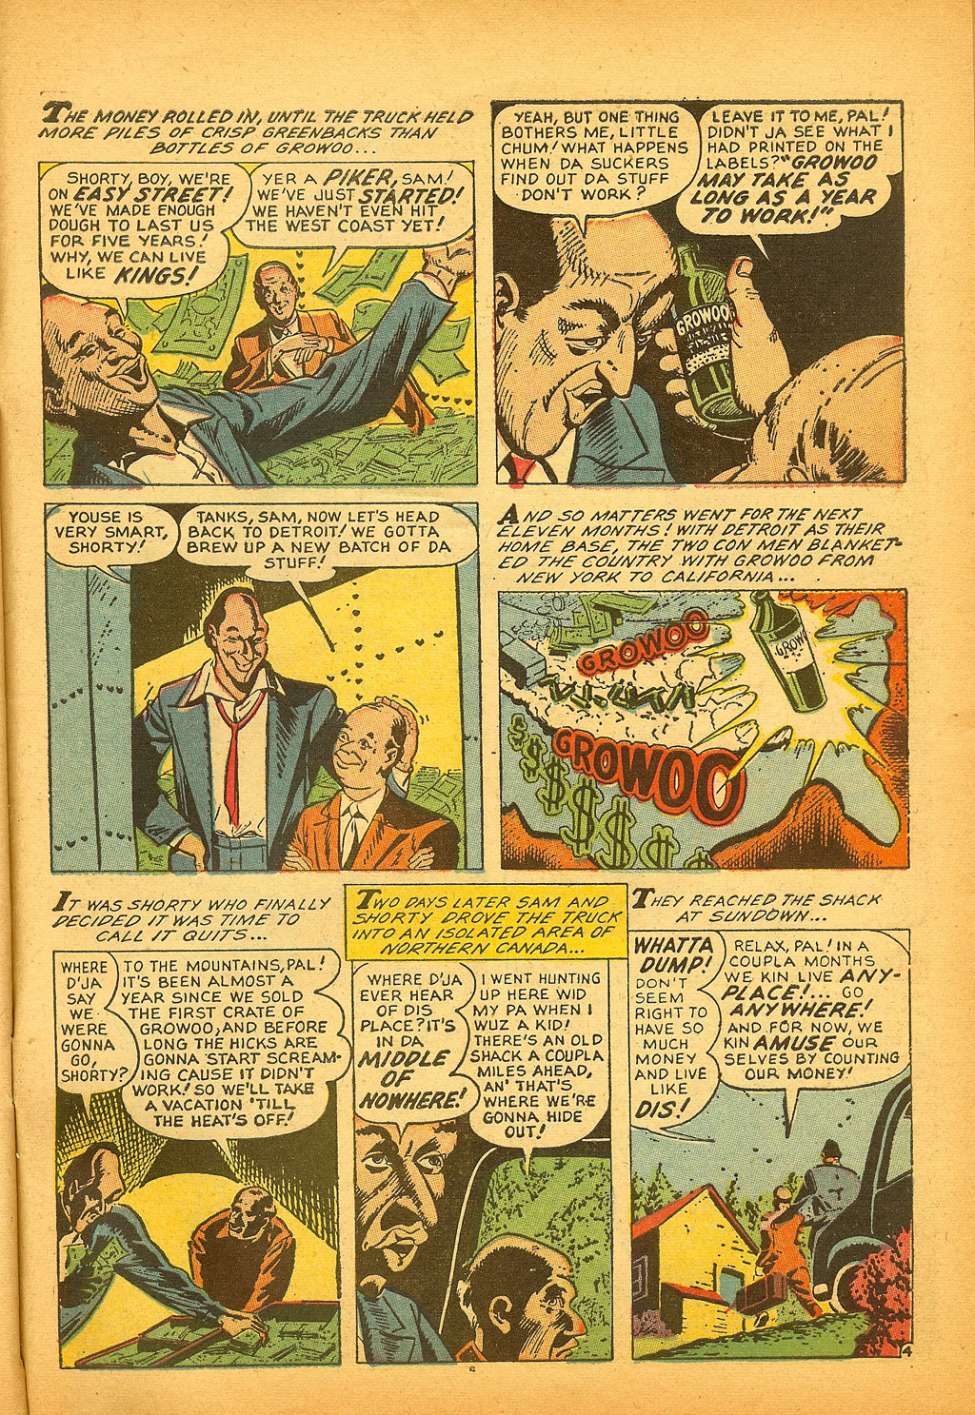 THE MONEY ROLLED IN, UNTIL THE TRUCK HELD
MORE PILES OF CRISP GREENBACKS THAN
BOTTLES OF GROWOO...
SHORTY, BOY, WE'RE
ON EASY STREET!
WE'VE MADE ENOUGH
DOUGH TO LAST US
FOR FIVE YEARS!
WHY, WE CAN LIVE
LIKE KINGS!
YER A PIKER, SAM!
WE'VE JUST STARTED!
WE HAVEN'T EVEN HIT
THE WEST COAST YET!
YEAH, BUT ONE THING
BOTHERS ME, LITTLE
CHUM! WHAT HAPPENS
WHEN DA SUCKERS
FIND OUT DA STUFF
DON'T WORK?
LEAVE IT TO ME, PAL!
DIDN'T JA SEE WHAT I
HAD PRINTED ON THE
LABELS? "GROWOO
MAY TAKE AS
LONG AS A YEAR
TO WORK!"
GROWOO
YOUSE IS
VERY SMART,
SHORTY!
TANKS, SAM, NOW LET'S HEAD
BACK TO DETROIT! WE GOTTA
BREW UP A NEW BATCH OF DA
STUFF!
AND SO MATTERS WENT FOR THE NEXT
ELEVEN MONTHS! WITH DETROIT AS THEIR
HOME BASE, THE TWO CON MEN BLANKET-
ED THE COUNTRY WITH GROWOO FROM
NEW YORK TO CALIFORNIA...
GROWOO
GROWO
GROWOO
$ $ $ $ $ $ $ $ $
IT WAS SHORTY WHO FINALLY
DECIDED IT WAS TIME TO
CALL IT QUITS...
WHERE
D'JA
SAY
WE
WERE
GONNA
GO,
SHORTY?
TO THE MOUNTAINS, PAL!
IT'S BEEN ALMOST A
YEAR SINCE WE SOLD
THE FIRST CRATE OF
GROWOO, AND BEFORE
LONG THE HICKS ARE
GONNA START SCREAM-
ING CAUSE IT DIDN'T
WORK! SO WE'LL TAKE
A VACATION 'TILL
THE HEAT'S OFF!
TWO DAYS LATER SAM AND
SHORTY DROVE THE TRUCK
INTO AN ISOLATED AREA OF
NORTHERN CANADA...
WHERE D'JA
EVER HEAR
OF DIS
PLACE? IT'S
IN DA
MIDDLE
OF
NOWHERE!
I WENT HUNTING
UP HERE WID
MY PA WHEN I
WUZ A KID!
THERE'S AN OLD
SHACK A COUPLA
MILES AHEAD,
AN' THAT'S
WHERE WE'RE
GONNA HIDE
OUT!
THEY REACHED THE SHACK
AT SUNDOWN...
WHATTA
DUMP!
DON'T
SEEM
RIGHT TO
HAVE SO
MUCH
MONEY
AND LIVE
LIKE
DIS!
RELAX, PAL! IN A
COUPLA MONTHS
WE KIN LIVE ANY-
PLACE!... GO
ANYWHERE!
AND FOR NOW, WE
KIN AMUSE OUR
SELVES BY COUNTING
OUR MONEY!
4